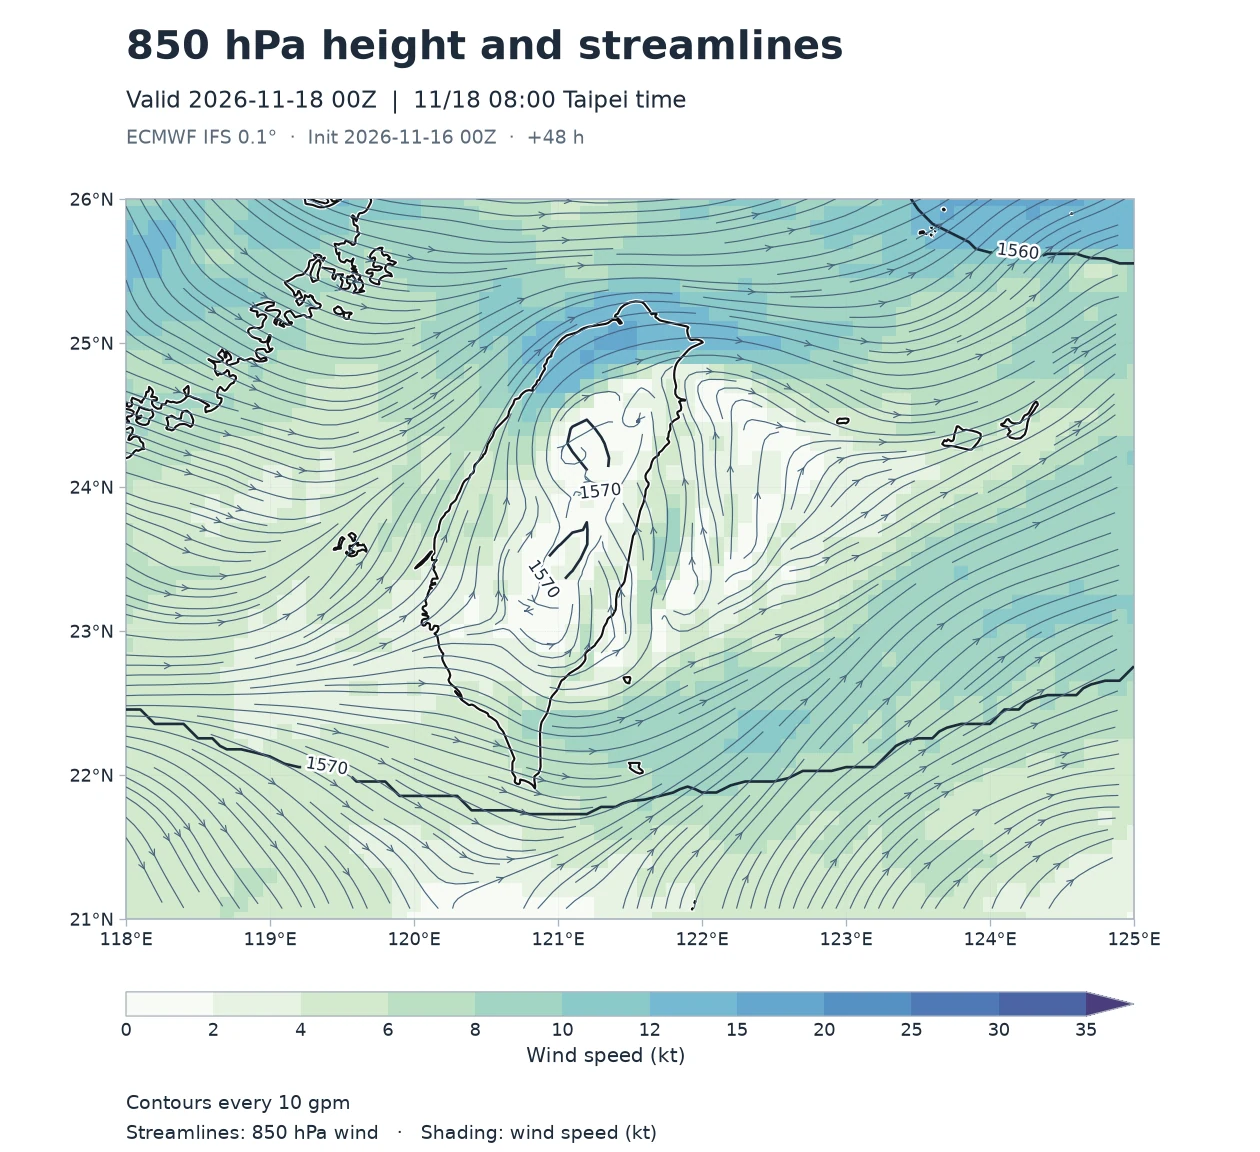 850 hPa height and streamlines
Valid 2026-11-18 00Z | 11/18 08:00 Taipei time
ECMWF IFS 0.1° · Init 2026-11-16 00Z · +48 h
26°N
1560
25°N
24°N
1570
1570
23°N
1570
22°N
21°N
118°E 119°E 120°E 121°E 122°E 123°E 124°E 125°E
0 2 4 6 8 10 12 15 20 25 30 35
Wind speed (kt)
Contours every 10 gpm
Streamlines: 850 hPa wind · Shading: wind speed (kt)